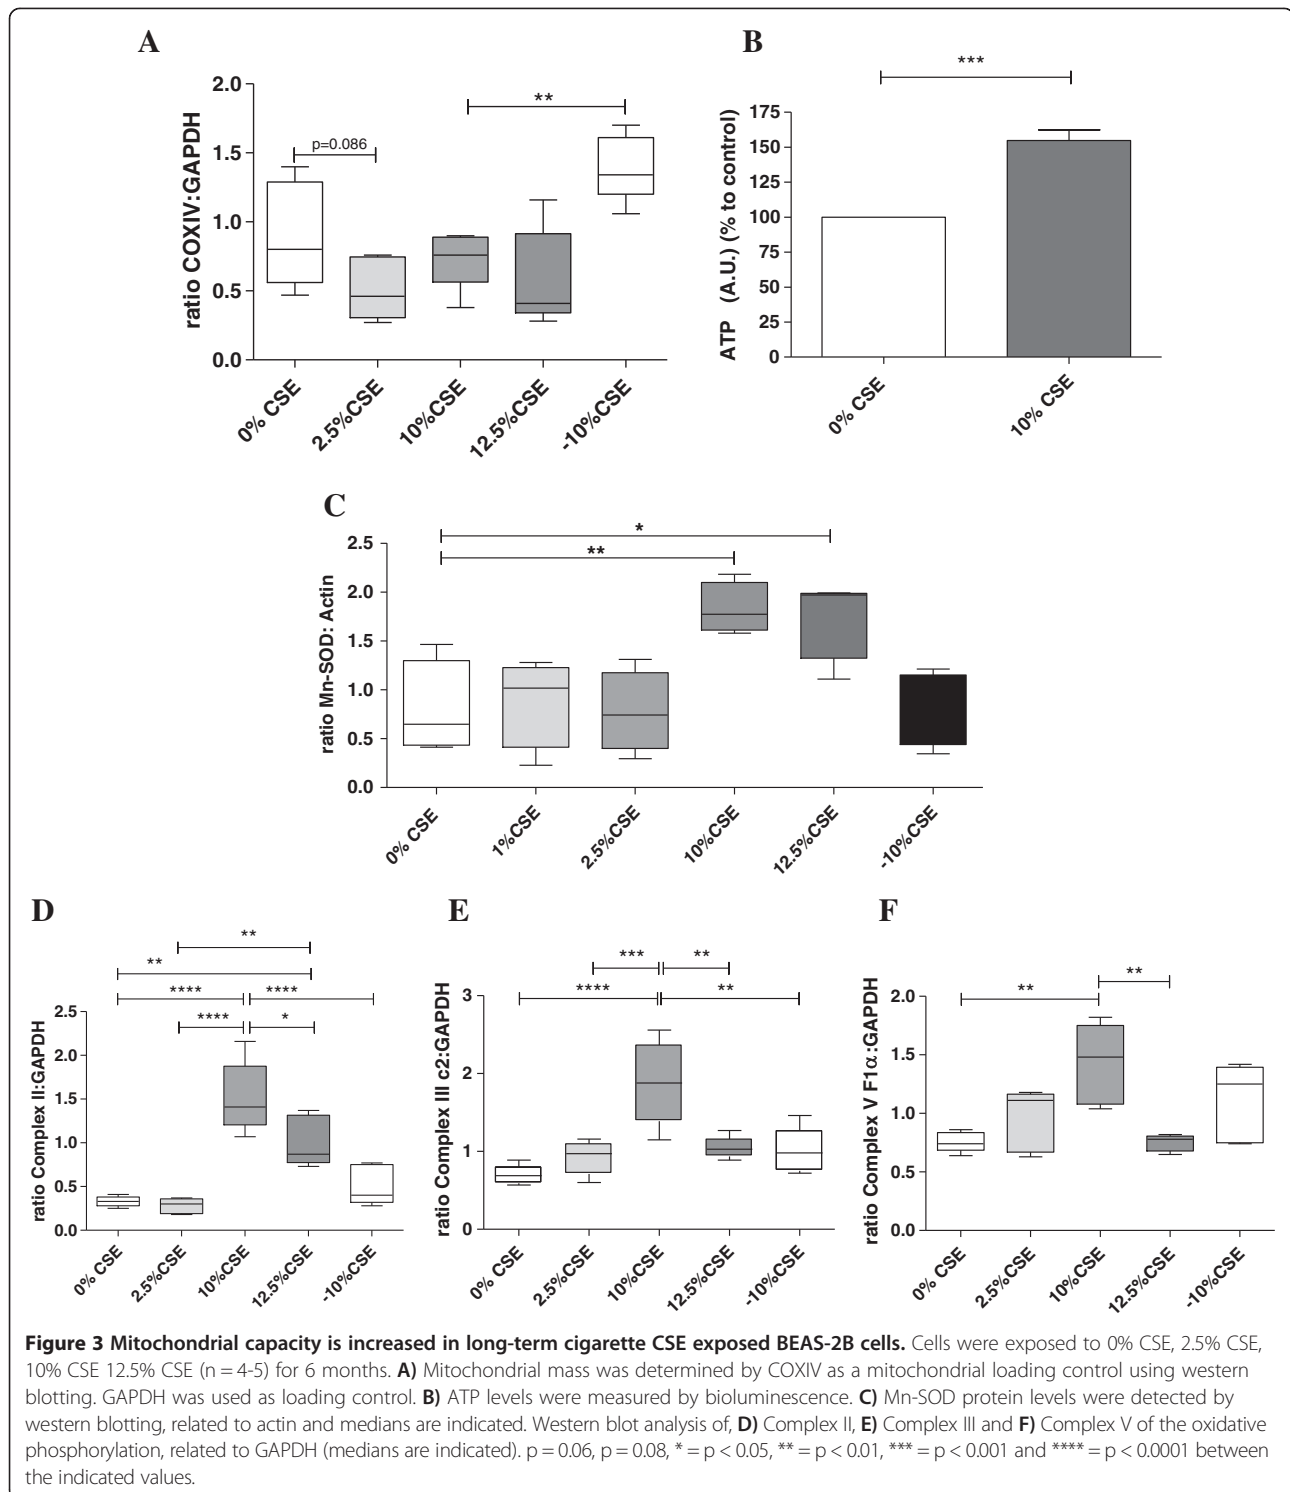 A
2.0
1.5
1.0
0.5
0.0
ratio COXIV:GAPDH
p=0.086
**
0% CSE
2.5%CSE
10%CSE
12.5%CSE
-10%CSE
B
***
175
150
125
100
75
50
25
0
ATP (A.U.) (% to control)
0% CSE
10% CSE
C
*
**
2.5
2.0
1.5
1.0
0.5
0.0
ratio Mn-SOD: Actin
0% CSE
1%CSE
2.5%CSE
10%CSE
12.5%CSE
-10%CSE
D
**
**
**** ****
**** *
2.5
2.0
1.5
1.0
0.5
0.0
ratio Complex II:GAPDH
0% CSE
2.5%CSE
10%CSE
12.5%CSE
-10%CSE
E
*** **
**** **
3
2
1
0
ratio Complex III c2:GAPDH
0% CSE
2.5%CSE
10%CSE
12.5%CSE
-10%CSE
F
**
**
2.0
1.5
1.0
0.5
0.0
ratio Complex V F1α:GAPDH
0% CSE
2.5%CSE
10%CSE
12.5%CSE
-10%CSE
Figure 3 Mitochondrial capacity is increased in long-term cigarette CSE exposed BEAS-2B cells. Cells were exposed to 0% CSE, 2.5% CSE,
10% CSE 12.5% CSE (n = 4-5) for 6 months. A) Mitochondrial mass was determined by COXIV as a mitochondrial loading control using western
blotting. GAPDH was used as loading control. B) ATP levels were measured by bioluminescence. C) Mn-SOD protein levels were detected by
western blotting, related to actin and medians are indicated. Western blot analysis of, D) Complex II, E) Complex III and F) Complex V of the oxidative
phosphorylation, related to GAPDH (medians are indicated). p = 0.06, p = 0.08, * = p < 0.05, ** = p < 0.01, *** = p < 0.001 and **** = p < 0.0001 between
the indicated values.